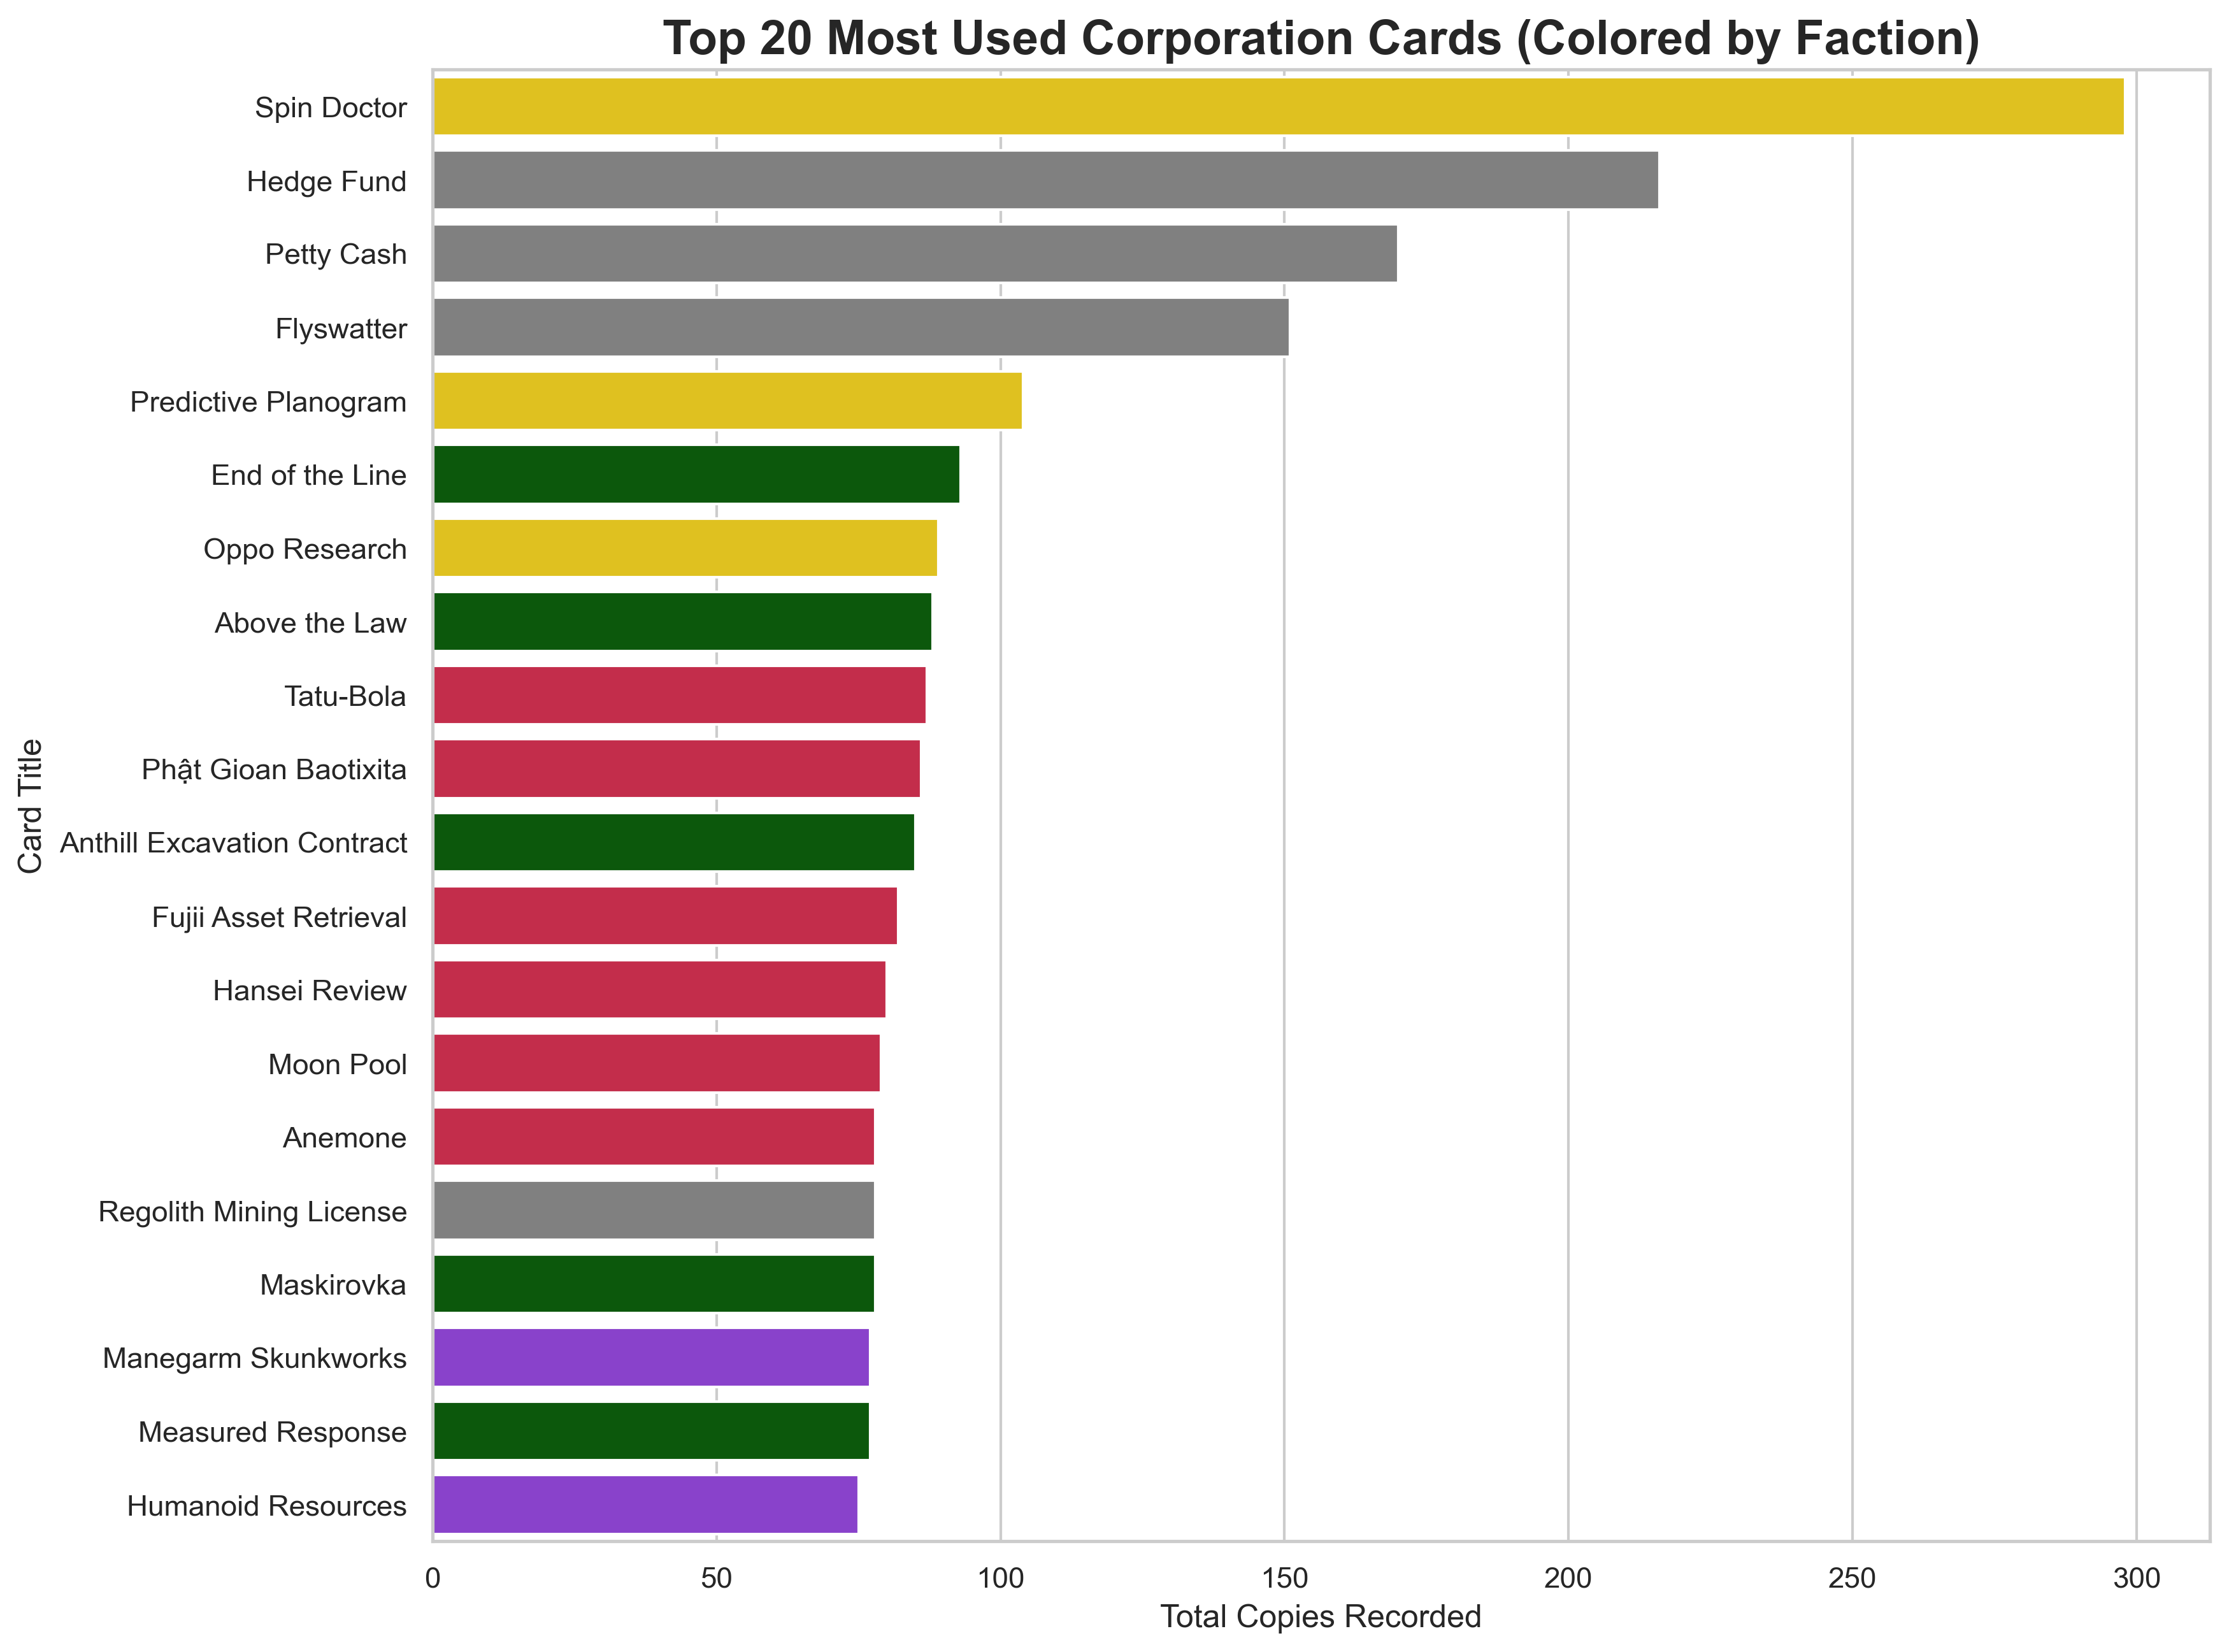 Top 20 Most Used Corporation Cards (Colored by Faction)
Spin Doctor
Hedge Fund
Petty Cash
Flyswatter
Predictive Planogram
End of the Line
Oppo Research
Above the Law
Tatu-Bola
Phật Gioan Baotixita
Anthill Excavation Contract
Fujii Asset Retrieval
Hansei Review
Moon Pool
Anemone
Regolith Mining License
Maskirovka
Manegarm Skunkworks
Measured Response
Humanoid Resources
Card Title
0 50 100 150 200 250 300
Total Copies Recorded